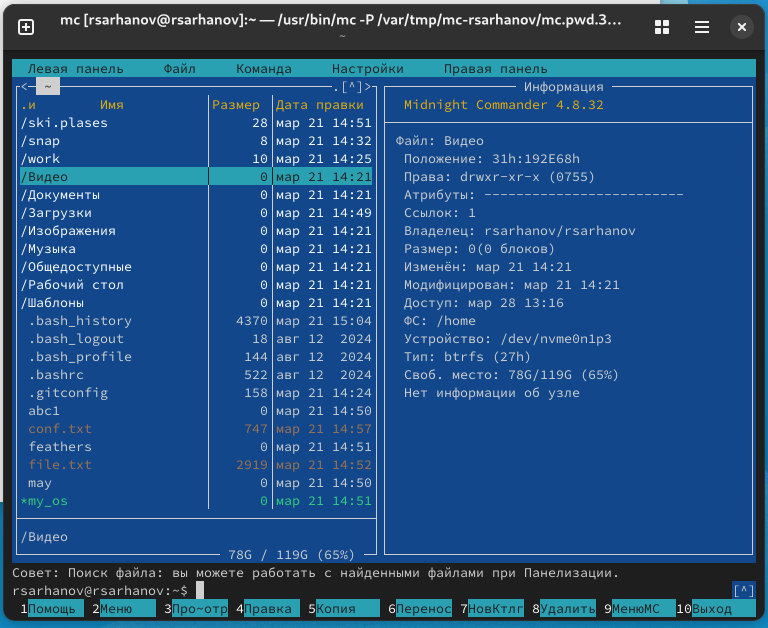 mc [rsarhanov@rsarhanov]:~ — /usr/bin/mc -P /var/tmp/mc-rsarhanov/mc.pwd.3…
~
Левая панель Файл Команда Настройки Правая панель
<─ ~ .[^]>
.и Имя Размер Дата правки
/ski.plases 28 мар 21 14:51
/snap 8 мар 21 14:32
/work 10 мар 21 14:25
/Видео 0 мар 21 14:21
/Документы 0 мар 21 14:21
/Загрузки 0 мар 21 14:49
/Изображения 0 мар 21 14:21
/Музыка 0 мар 21 14:21
/Общедоступные 0 мар 21 14:21
/Рабочий стол 0 мар 21 14:21
/Шаблоны 0 мар 21 14:21
.bash_history 4370 мар 21 15:04
.bash_logout 18 авг 12 2024
.bash_profile 144 авг 12 2024
.bashrc 522 авг 12 2024
.gitconfig 158 мар 21 14:24
abc1 0 мар 21 14:50
conf.txt 747 мар 21 14:57
feathers 0 мар 21 14:51
file.txt 2919 мар 21 14:52
may 0 мар 21 14:50
*my_os 0 мар 21 14:51
/Видео
78G / 119G (65%)
Информация
Midnight Commander 4.8.32
Файл: Видео
Положение: 31h:192E68h
Права: drwxr-xr-x (0755)
Атрибуты: -------------------------
Ссылок: 1
Владелец: rsarhanov/rsarhanov
Размер: 0(0 блоков)
Изменён: мар 21 14:21
Модифицирован: мар 21 14:21
Доступ: мар 28 13:16
ФС: /home
Устройство: /dev/nvme0n1p3
Тип: btrfs (27h)
Своб. место: 78G/119G (65%)
Нет информации об узле
Совет: Поиск файла: вы можете работать с найденными файлами при Панелизации.
rsarhanov@rsarhanov:~$ [^]
1Помощь 2Меню 3Про~отр 4Правка 5Копия 6Перенос 7НовКтлг 8Удалить 9МенюMC 10Выход